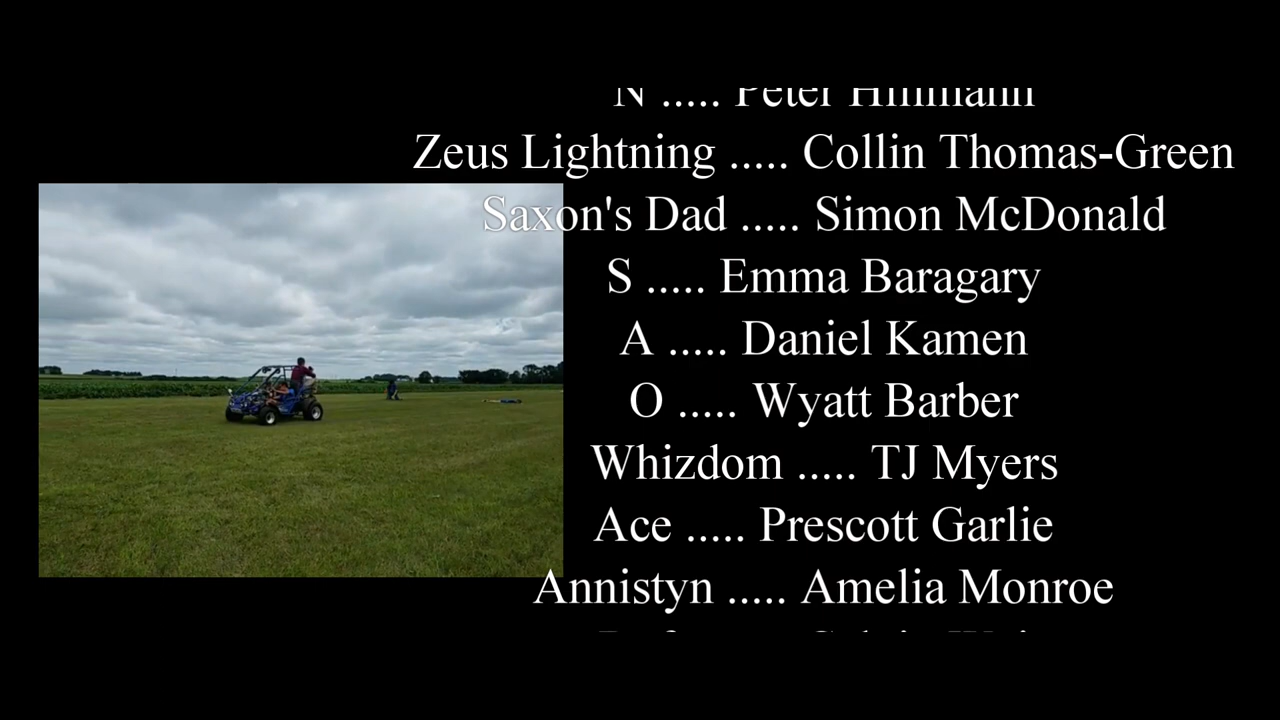 N ..... Peter
Zeus Lightning ..... Collin Thomas-Green
Saxon's Dad ..... Simon McDonald
S ..... Emma Baragary
A ..... Daniel Kamen
O ..... Wyatt Barber
Whizdom ..... TJ Myers
Ace ..... Prescott Garlie
Annistyn ..... Amelia Monroe